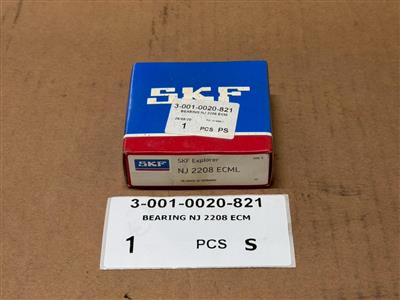 SKF
3-001-0020-821
BEARING NJ 2208 ECM
1 PCS PS
SKF
SKF Explorer
NJ 2208 ECML
3-001-0020-821
BEARING NJ 2208 ECM
1 PCS S